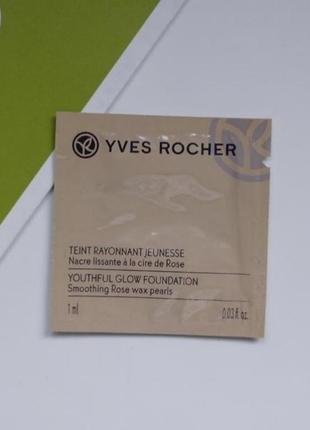 YVES ROCHER
TEINT RAYONNANT JEUNESSE
Nacre lissante à la cire de Rose
YOUTHFUL GLOW FOUNDATION
Smoothing Rose wax pearls
1 ml 0.03 fl. oz.